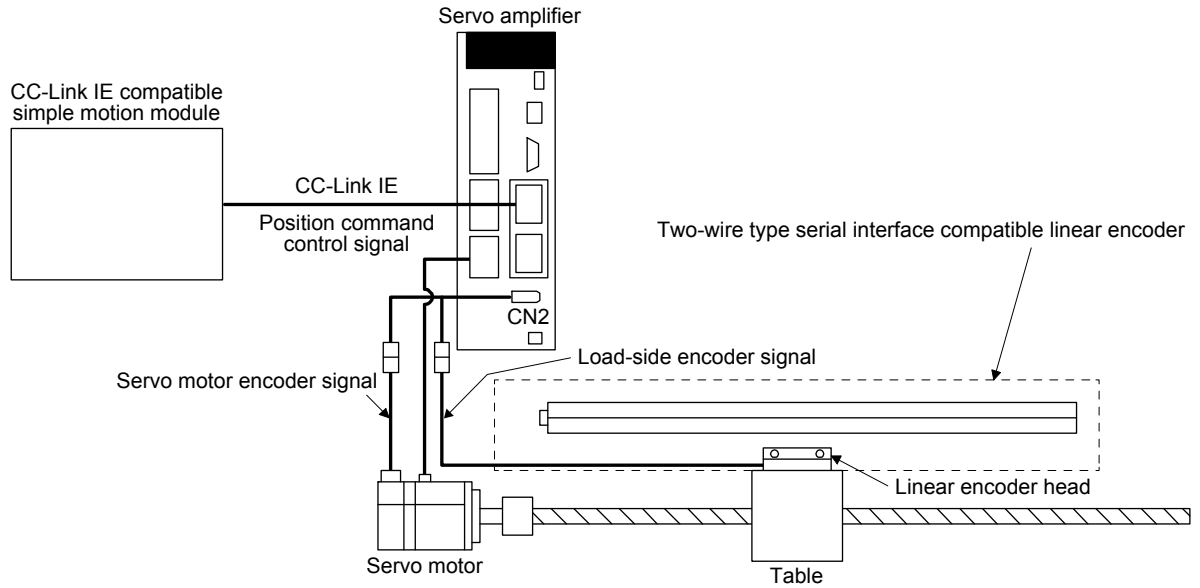 Servo amplifier
CC-Link IE compatible
simple motion module
CC-Link IE
Position command
control signal
Two-wire type serial interface compatible linear encoder
CN2
Load-side encoder signal
Servo motor encoder signal
Linear encoder head
Servo motor
Table